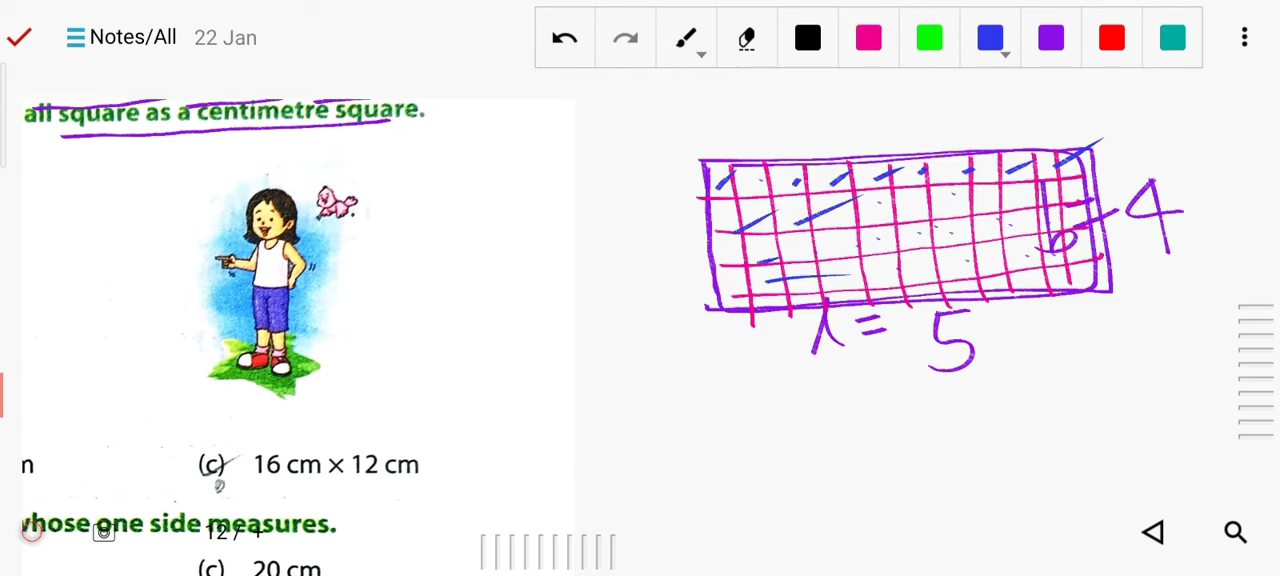 Notes/All 22 Jan
all square as a centimetre square.
b 4
l = 5
m (c) 16 cm × 12 cm
whose one side measures.
12 / +
(c) 20 cm